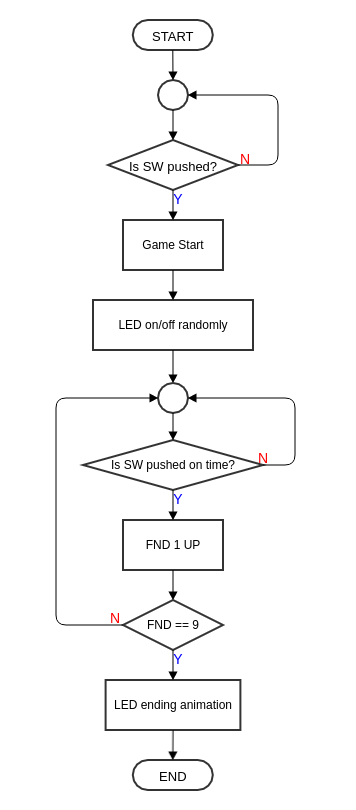 START
Is SW pushed?
N
Y
Game Start
LED on/off randomly
Is SW pushed on time?
N
Y
FND 1 UP
N
FND == 9
Y
LED ending animation
END